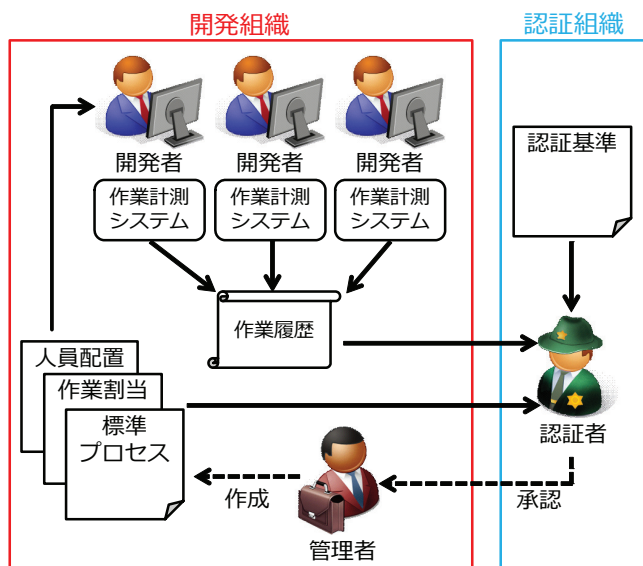 開発組織
認証組織
開発者
開発者
開発者
作業計測
システム
作業計測
システム
作業計測
システム
認証基準
作業履歴
人員配置
作業割当
標準
プロセス
認証者
作成
承認
管理者